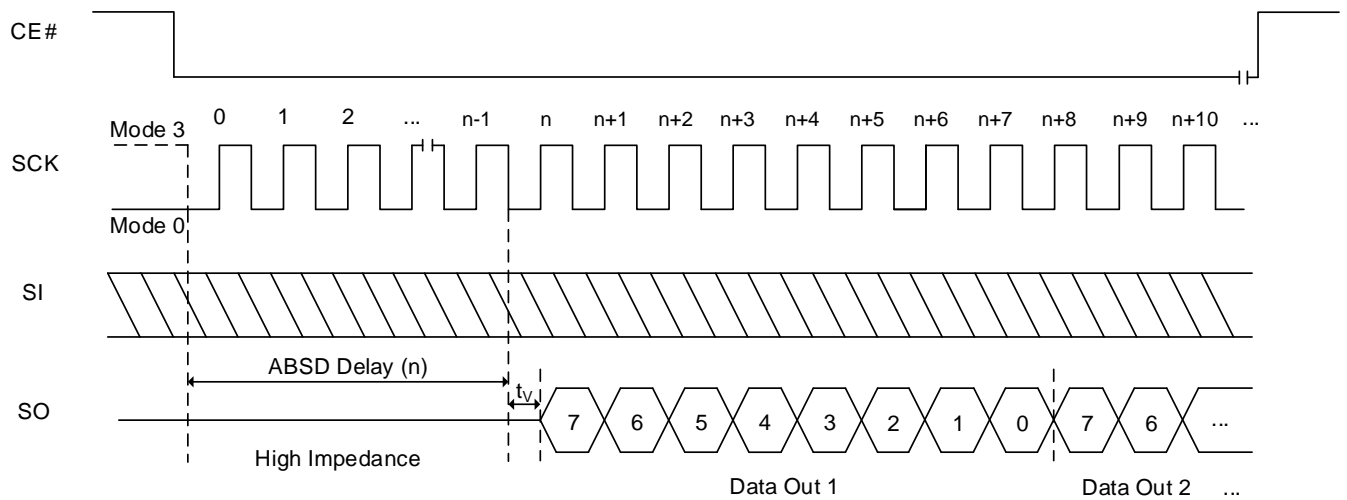 CE#
0 1 2 ... n-1 n n+1 n+2 n+3 n+4 n+5 n+6 n+7 n+8 n+9 n+10 ...
Mode 3
SCK
Mode 0
SI
ABSD Delay (n)
tV
SO
7 6 5 4 3 2 1 0 7 6 ...
High Impedance
Data Out 1 Data Out 2 ...